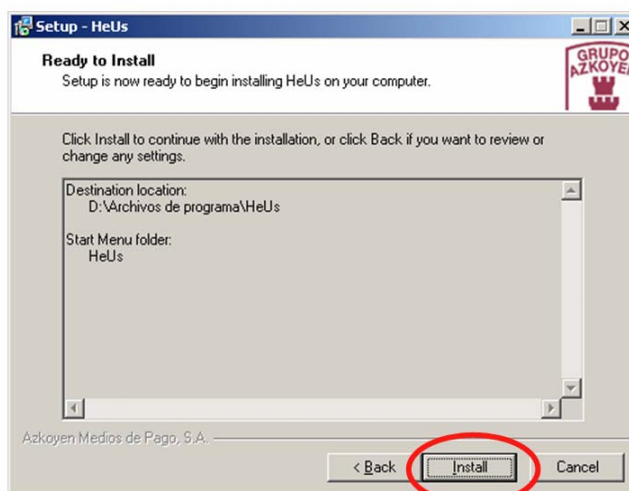 Setup - HeUs
Ready to Install
Setup is now ready to begin installing HeUs on your computer.
GRUPO
AZKOYEN
Click Install to continue with the installation, or click Back if you want to review or
change any settings.
Destination location:
D:\Archivos de programa\HeUs
Start Menu folder:
HeUs
Azkoyen Medios de Pago, S.A.
< Back
Install
Cancel